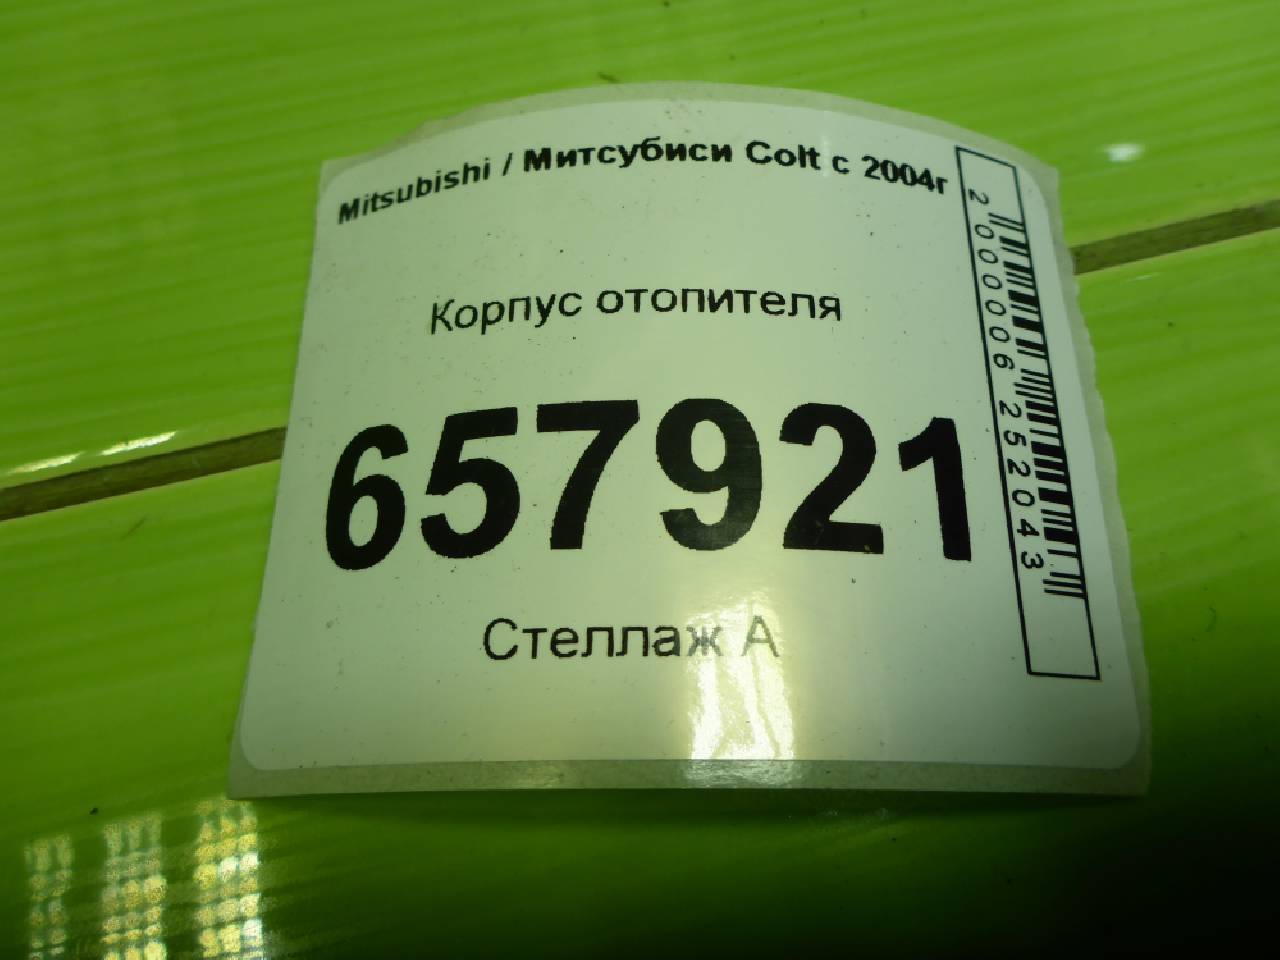 Mitsubishi / Митсубиси Colt с 2004г
Корпус отопителя
657921
Стеллаж А
2000006252043